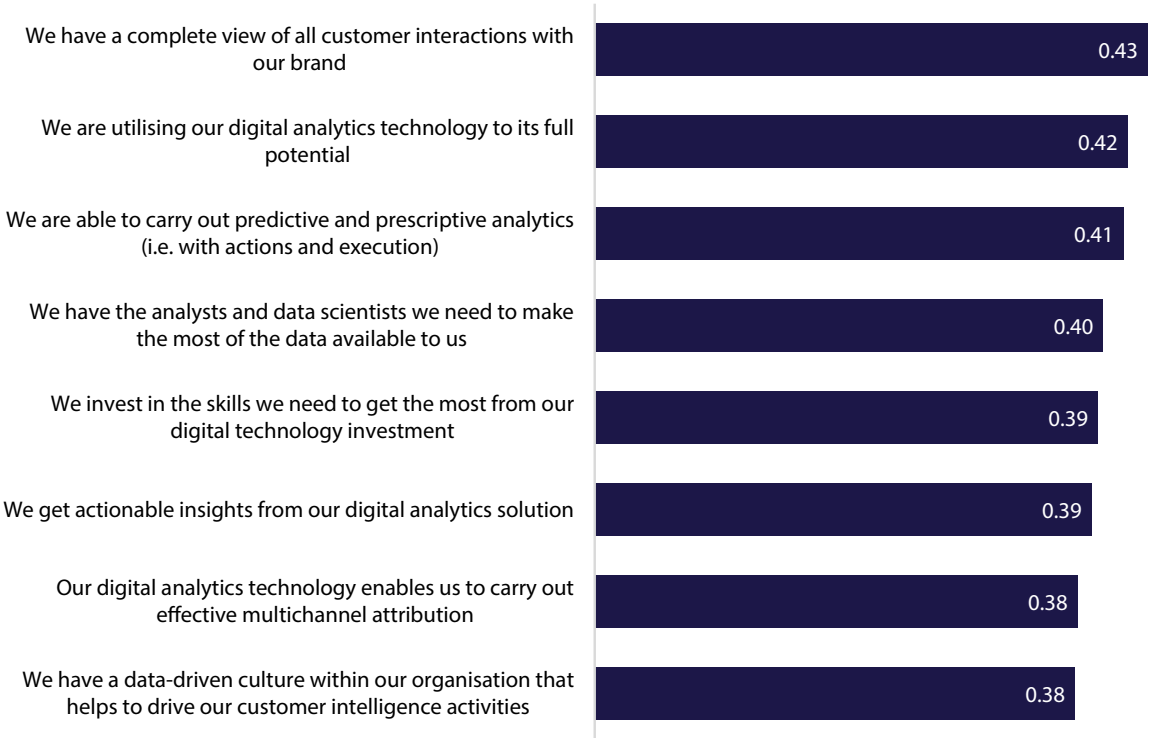 We have a complete view of all customer interactions with
our brand
0.43
We are utilising our digital analytics technology to its full
potential
0.42
We are able to carry out predictive and prescriptive analytics
(i.e. with actions and execution)
0.41
We have the analysts and data scientists we need to make
the most of the data available to us
0.40
We invest in the skills we need to get the most from our
digital technology investment
0.39
We get actionable insights from our digital analytics solution
0.39
Our digital analytics technology enables us to carry out
effective multichannel attribution
0.38
We have a data-driven culture within our organisation that
helps to drive our customer intelligence activities
0.38